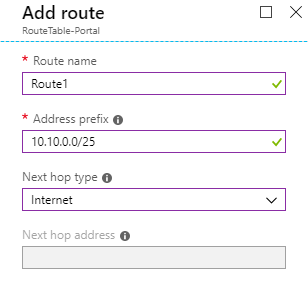 Add route
RouteTable-Portal
* Route name
Route1
* Address prefix
10.10.0.0/25
Next hop type
Internet
Next hop address